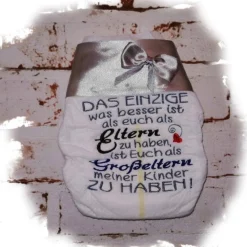 DAS EINZIGE
was besser ist
als euch als
Eltern
zu haben,
ist Euch als
Großeltern
meiner Kinder
ZU HABEN!